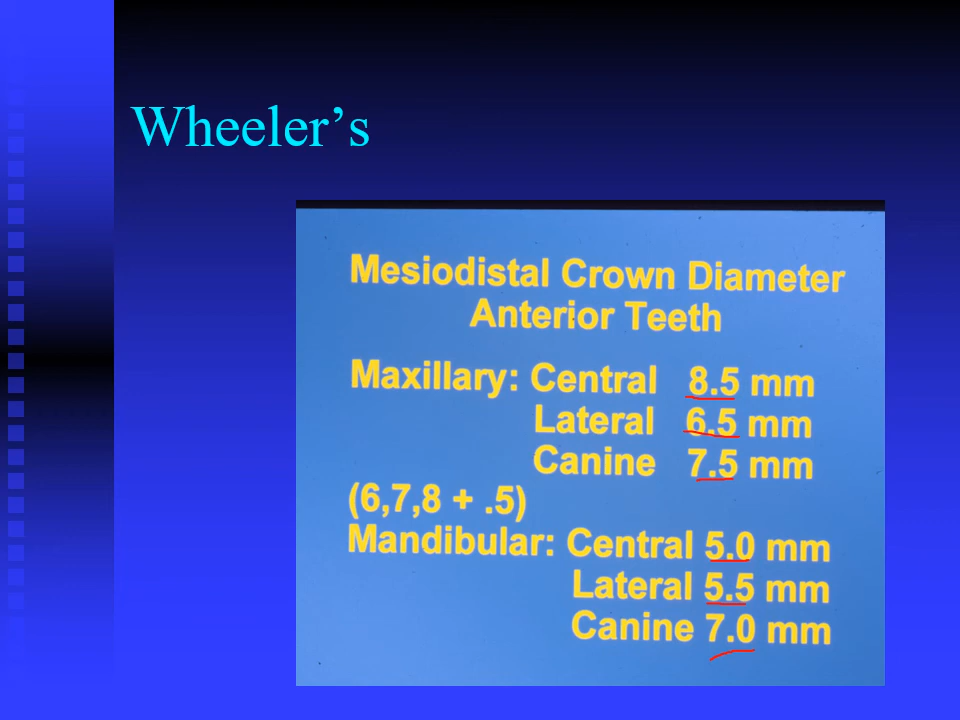 Wheeler’s
Mesiodistal Crown Diameter
Anterior Teeth
Maxillary: Central 8.5 mm
Lateral 6.5 mm
Canine 7.5 mm
(6,7,8 + .5)
Mandibular: Central 5.0 mm
Lateral 5.5 mm
Canine 7.0 mm